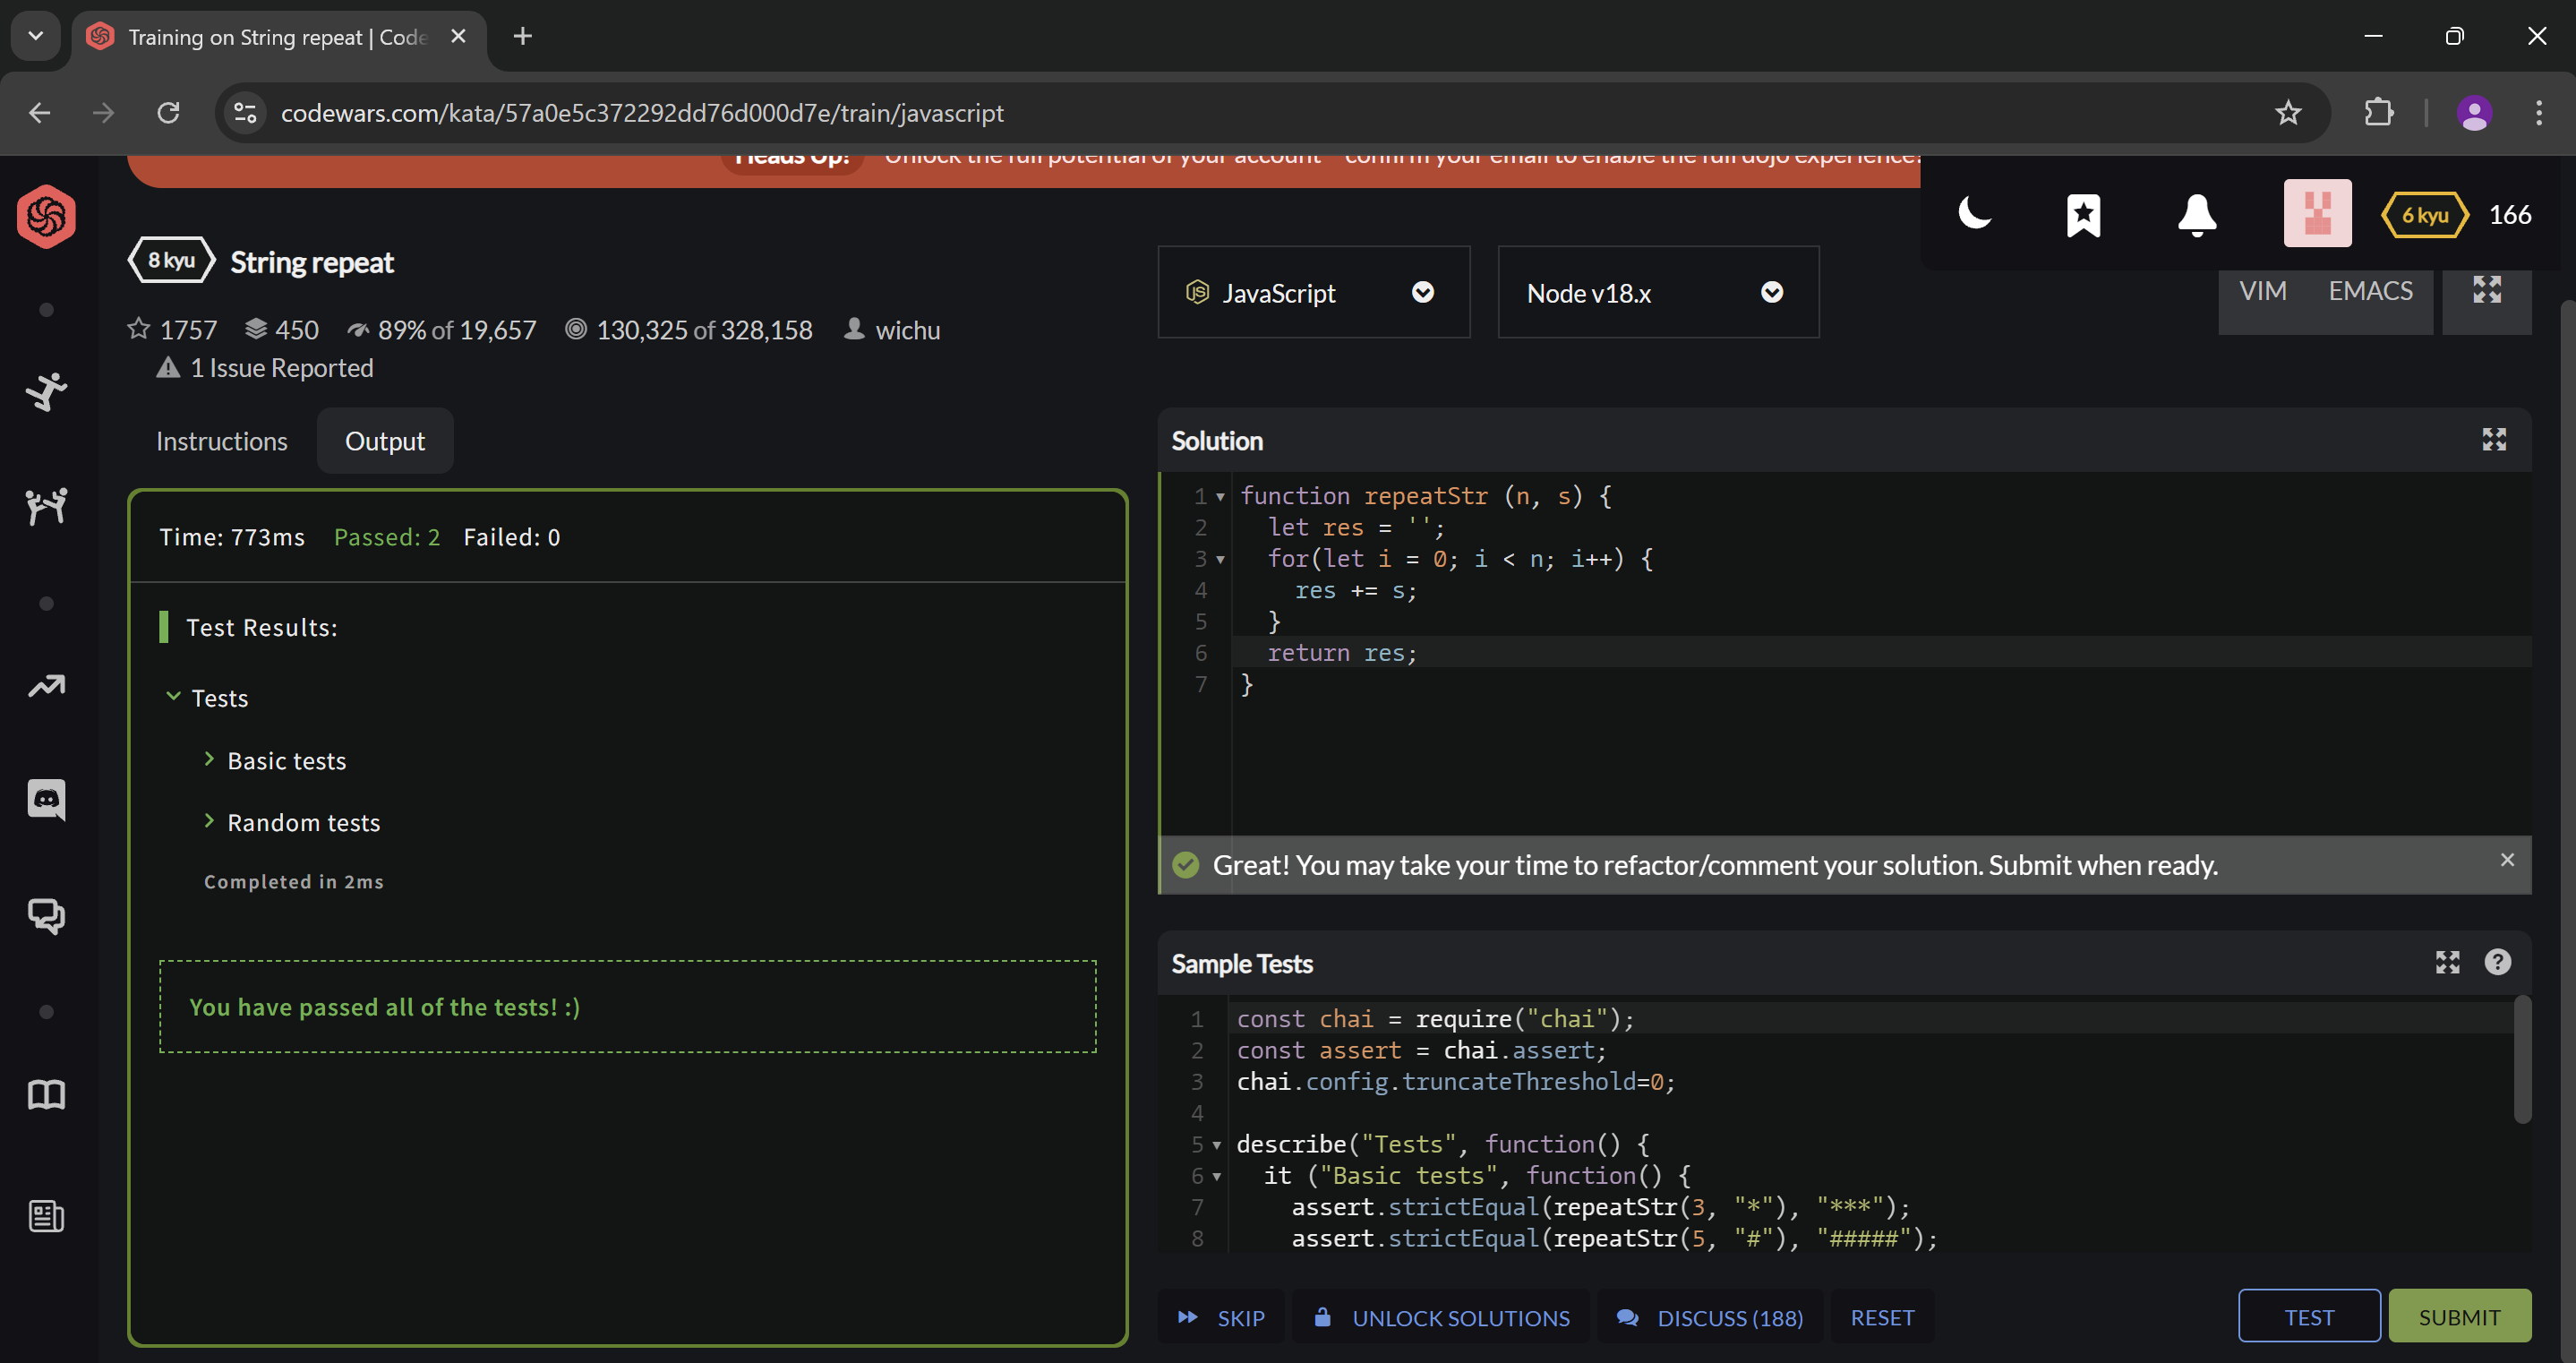 Training on String repeat | Code
codewars.com/kata/57a0e5c372292dd76d000d7e/train/javascript
Heads Up! Unlock the full potential of your account - confirm your email to enable the full dojo experience.
6 kyu 166
8 kyu String repeat
1757 450 89% of 19,657 130,325 of 328,158 wichu
1 Issue Reported
JavaScript
Node v18.x
VIM EMACS
Instructions Output
Time: 773ms Passed: 2 Failed: 0
Test Results:
Tests
Basic tests
Random tests
Completed in 2ms
You have passed all of the tests! :)
Solution
1 function repeatStr (n, s) {
2 let res = '';
3 for(let i = 0; i < n; i++) {
4 res += s;
5 }
6 return res;
7 }
Great! You may take your time to refactor/comment your solution. Submit when ready.
Sample Tests
1 const chai = require("chai");
2 const assert = chai.assert;
3 chai.config.truncateThreshold=0;
4
5 describe("Tests", function() {
6 it ("Basic tests", function() {
7 assert.strictEqual(repeatStr(3, "*"), "***");
8 assert.strictEqual(repeatStr(5, "#"), "#####");
SKIP UNLOCK SOLUTIONS DISCUSS (188) RESET TEST SUBMIT